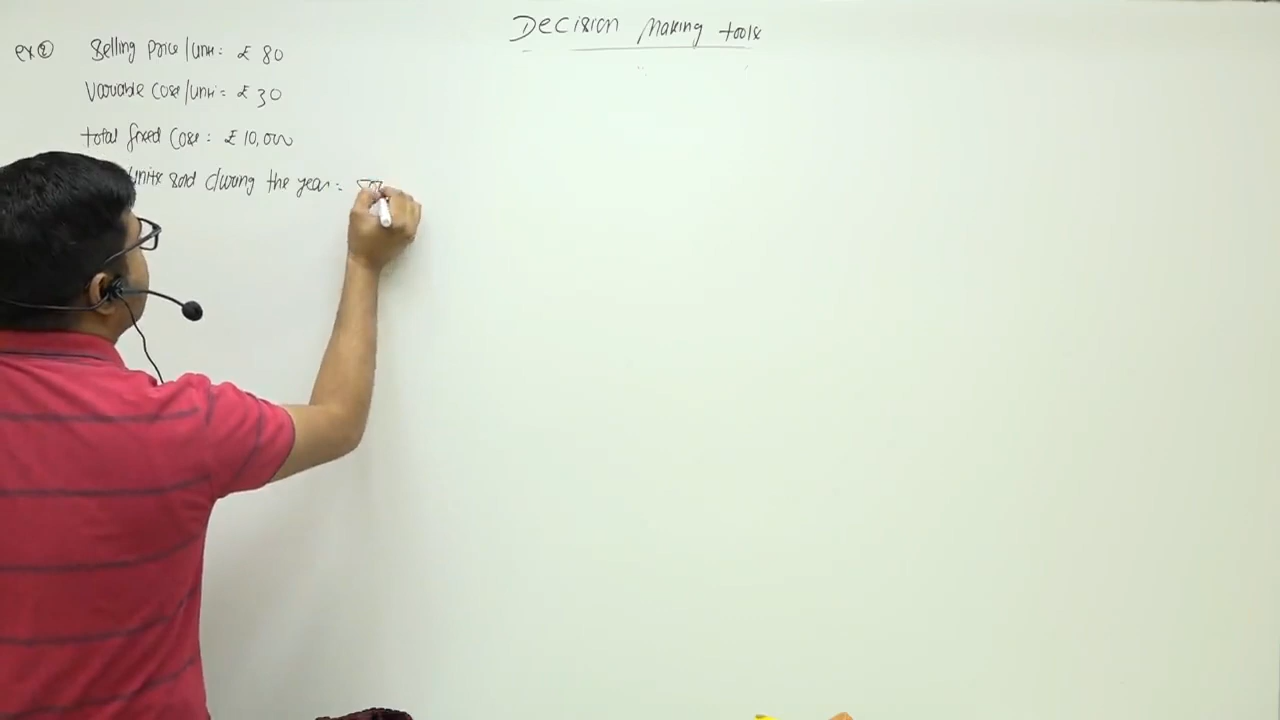 Decision Making tools
ex② Selling price/unit: £ 80
Variable Cost/unit = £ 30
total fixed Cost: £ 10,000
/units sold during the year: